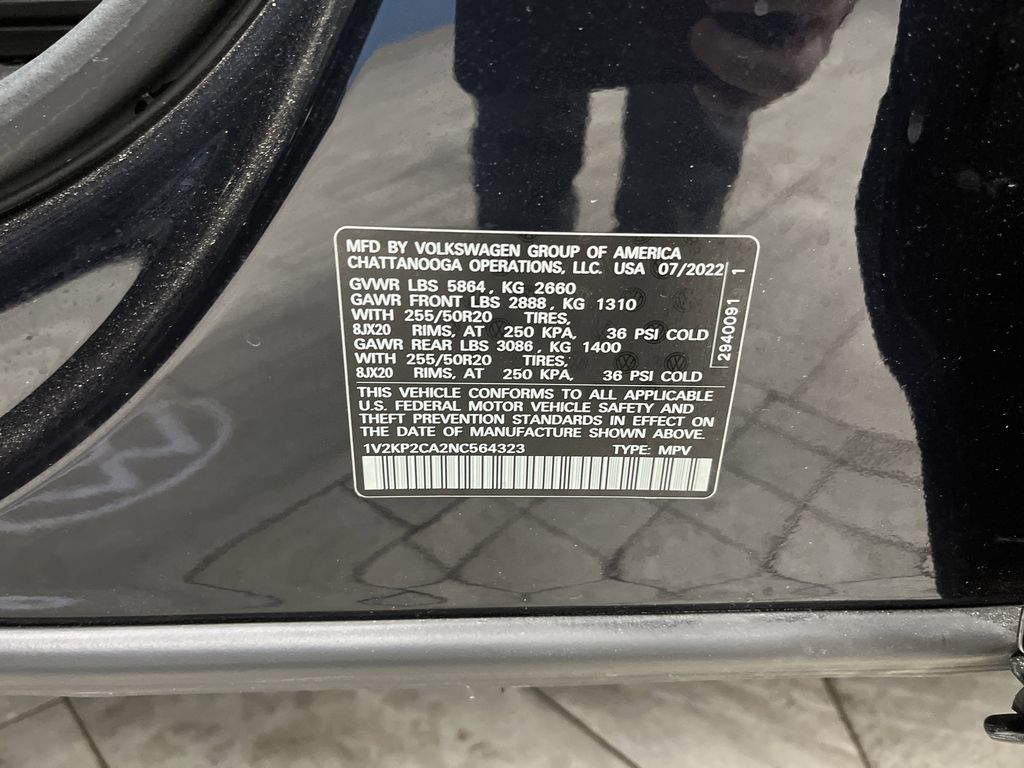 MFD BY VOLKSWAGEN GROUP OF AMERICA
CHATTANOOGA OPERATIONS, LLC. USA 07/2022
GVWR LBS 5864, KG 2660
GAWR FRONT LBS 2888, KG 1310
WITH 255/50R20 TIRES,
8JX20 RIMS, AT 250 KPA, 36 PSI COLD
GAWR REAR LBS 3086, KG 1400
WITH 255/50R20 TIRES,
8JX20 RIMS, AT 250 KPA, 36 PSI COLD
2940091 1
THIS VEHICLE CONFORMS TO ALL APPLICABLE
U.S. FEDERAL MOTOR VEHICLE SAFETY AND
THEFT PREVENTION STANDARDS IN EFFECT ON
THE DATE OF MANUFACTURE SHOWN ABOVE.
1V2KP2CA2NC564323 TYPE: MPV